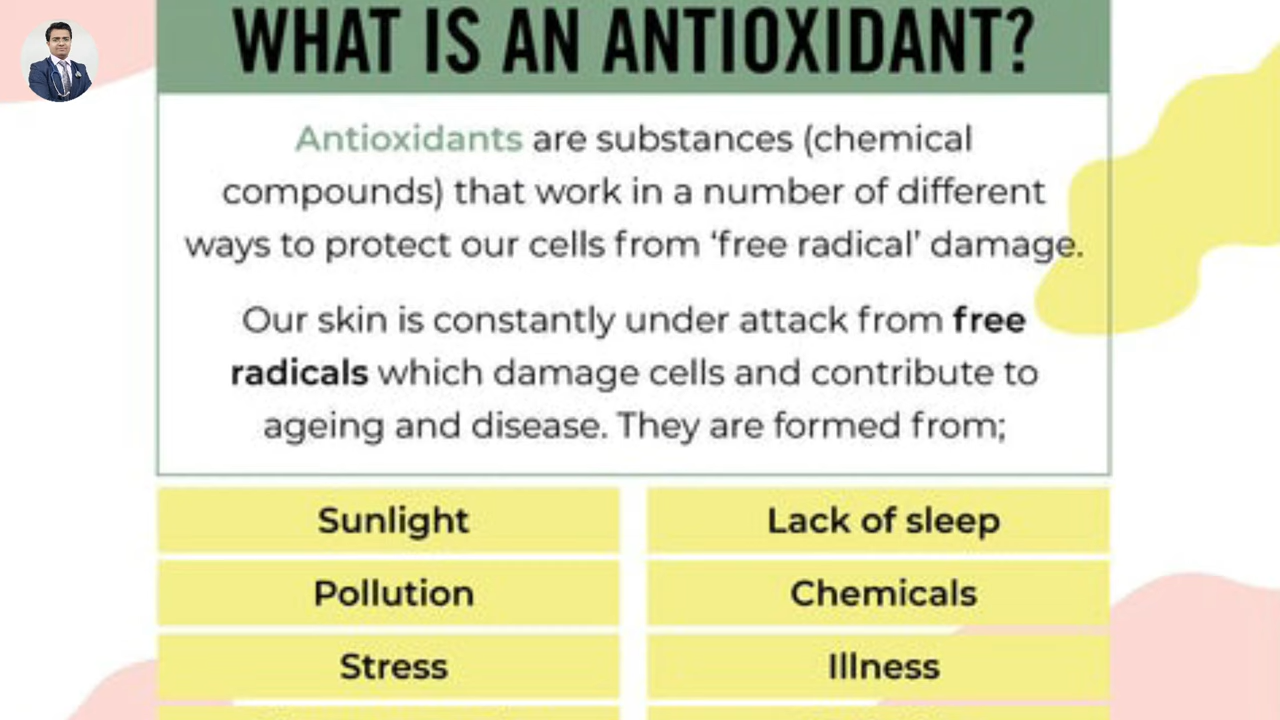 WHAT IS AN ANTIOXIDANT?
Antioxidants are substances (chemical
compounds) that work in a number of different
ways to protect our cells from ‘free radical’ damage.
Our skin is constantly under attack from free
radicals which damage cells and contribute to
ageing and disease. They are formed from;
Sunlight
Lack of sleep
Pollution
Chemicals
Stress
Illness